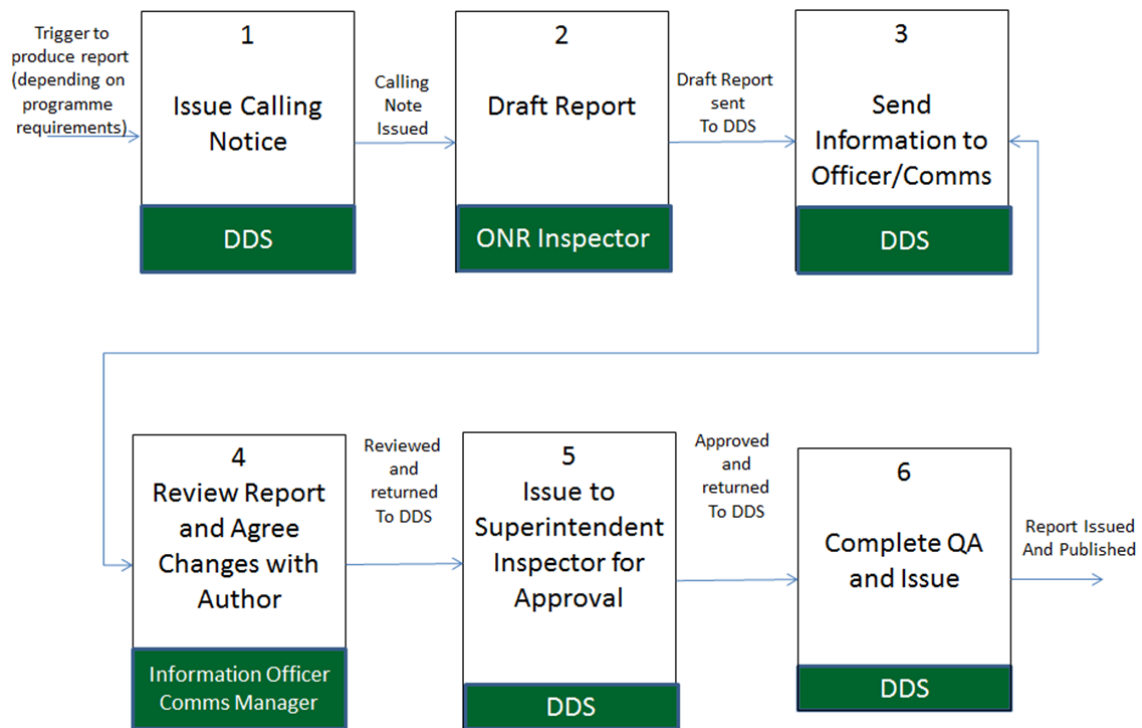 Trigger to
produce report
(depending on
programme
requirements)
1
Issue Calling
Notice
DDS
Calling
Note
Issued
2
Draft Report
ONR Inspector
Draft Report
sent
To DDS
3
Send
Information to
Officer/Comms
DDS
4
Review Report
and Agree
Changes with
Author
Information Officer
Comms Manager
Reviewed
and
returned
To DDS
5
Issue to
Superintendent
Inspector for
Approval
DDS
Approved
and
returned
To DDS
6
Complete QA
and Issue
DDS
Report Issued
And Published